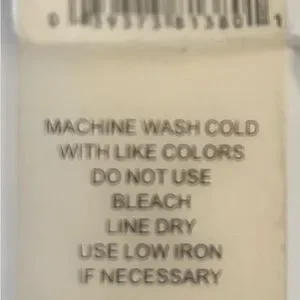 MACHINE WASH COLD
WITH LIKE COLORS
DO NOT USE
BLEACH
LINE DRY
USE LOW IRON
IF NECESSARY